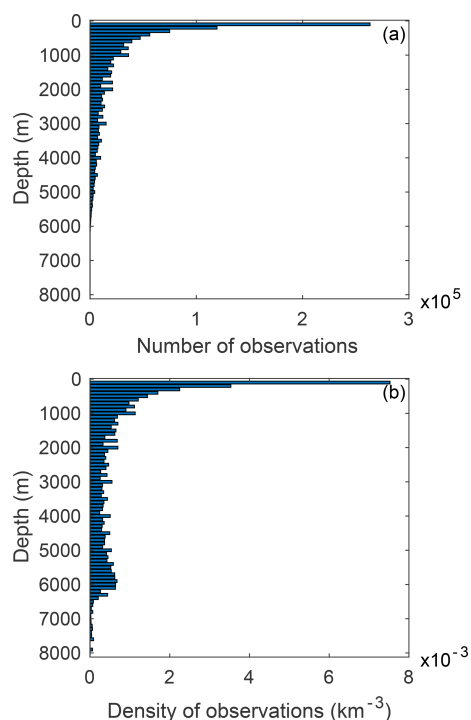 0
(a)
1000
2000
3000
4000
5000
6000
7000
8000
Depth (m)
0 1 2 3
x10^5
Number of observations
0
(b)
1000
2000
3000
4000
5000
6000
7000
8000
Depth (m)
0 2 4 6 8
x10^-3
Density of observations (km^-3)